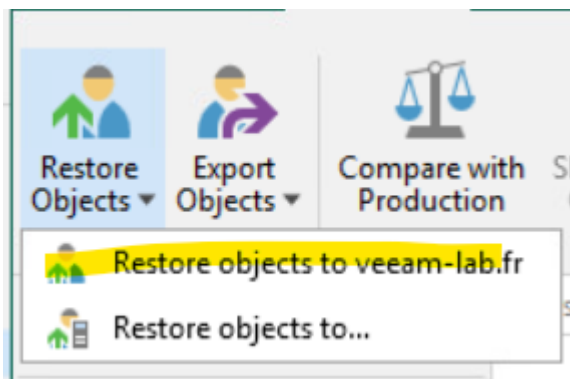 Restore
Objects
Export
Objects
Compare with
Production
Restore objects to veeam-lab.fr
Restore objects to...